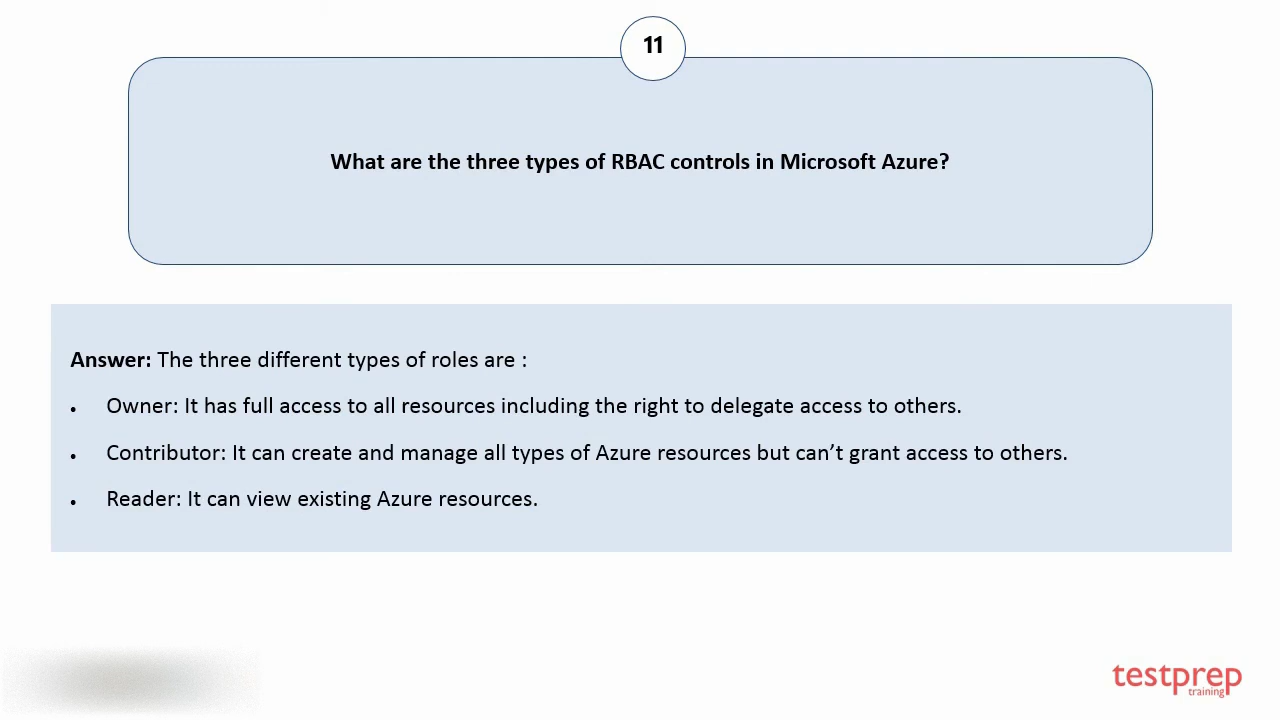 11
What are the three types of RBAC controls in Microsoft Azure?
Answer: The three different types of roles are :
• Owner: It has full access to all resources including the right to delegate access to others.
• Contributor: It can create and manage all types of Azure resources but can’t grant access to others.
• Reader: It can view existing Azure resources.
testprep
training